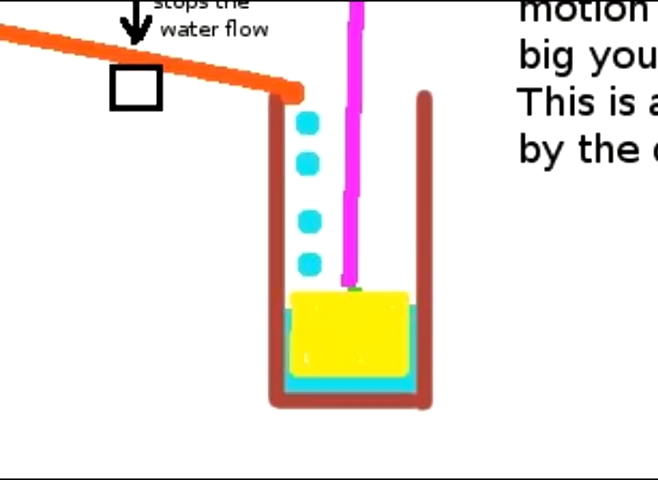 stops the
water flow
motion
big you
This is a
by the